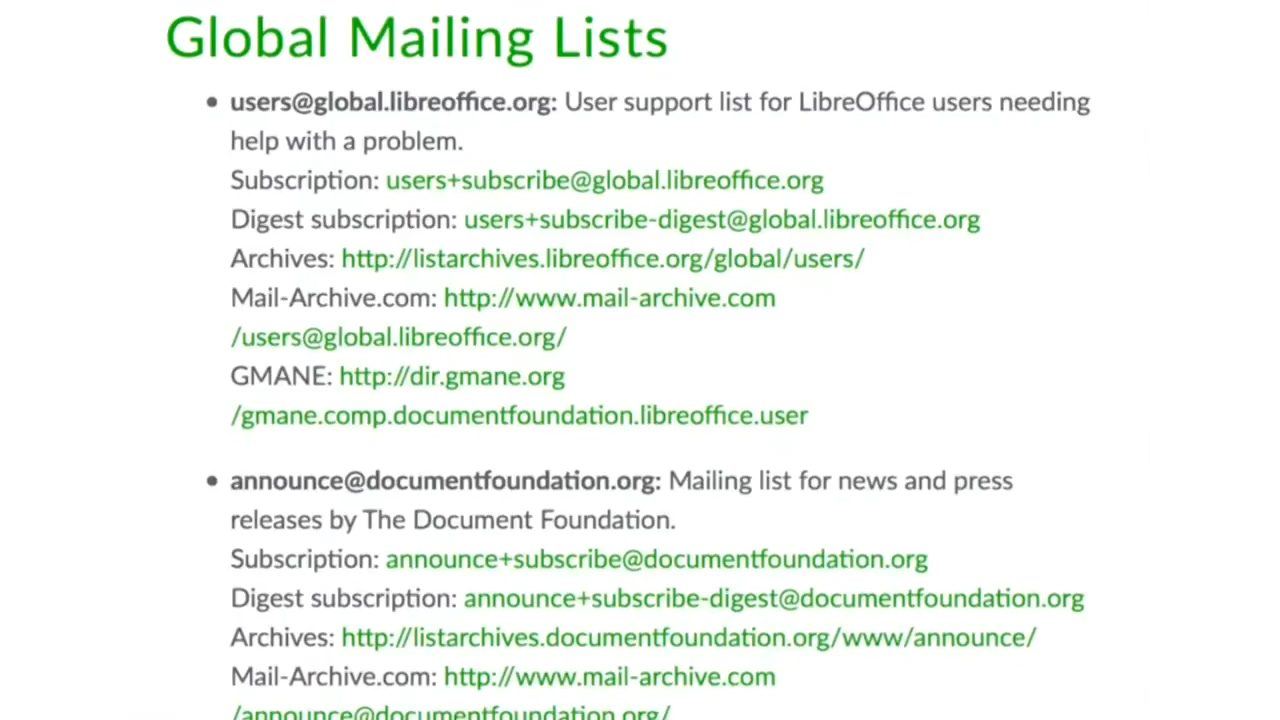 Global Mailing Lists
users@global.libreoffice.org: User support list for LibreOffice users needing
help with a problem.
Subscription: users+subscribe@global.libreoffice.org
Digest subscription: users+subscribe-digest@global.libreoffice.org
Archives: http://listarchives.libreoffice.org/global/users/
Mail-Archive.com: http://www.mail-archive.com
/users@global.libreoffice.org/
GMANE: http://dir.gmane.org
/gmane.comp.documentfoundation.libreoffice.user
announce@documentfoundation.org: Mailing list for news and press
releases by The Document Foundation.
Subscription: announce+subscribe@documentfoundation.org
Digest subscription: announce+subscribe-digest@documentfoundation.org
Archives: http://listarchives.documentfoundation.org/www/announce/
Mail-Archive.com: http://www.mail-archive.com
/announce@documentfoundation.org/